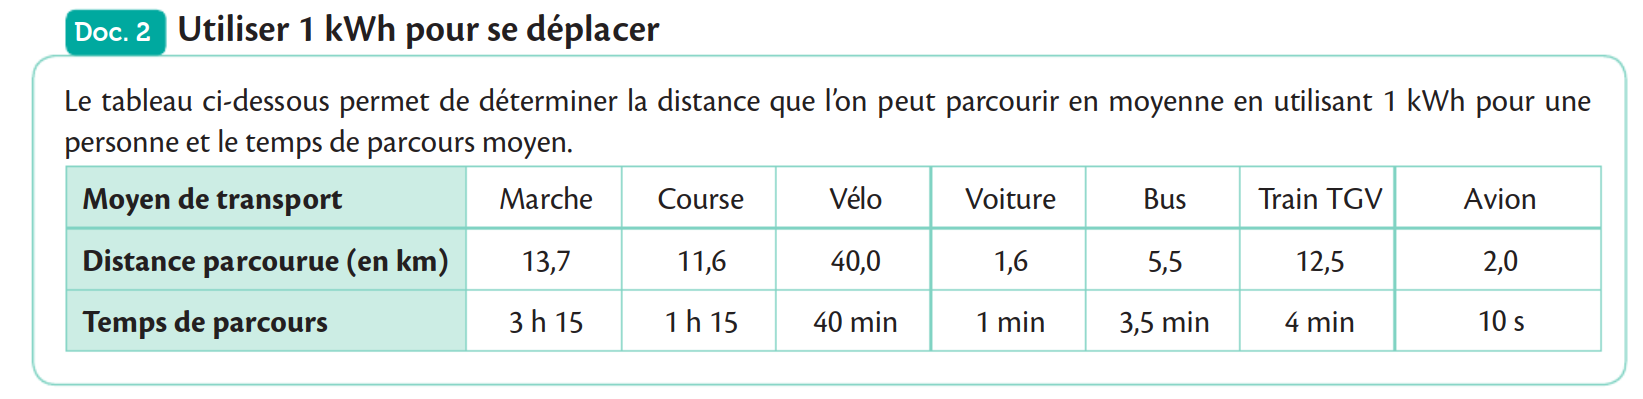 Doc. 2 Utiliser 1 kWh pour se déplacer
Le tableau ci-dessous permet de déterminer la distance que l’on peut parcourir en moyenne en utilisant 1 kWh pour une
personne et le temps de parcours moyen.
Moyen de transport Marche Course Vélo Voiture Bus Train TGV Avion
Distance parcourue (en km) 13,7 11,6 40,0 1,6 5,5 12,5 2,0
Temps de parcours 3 h 15 1 h 15 40 min 1 min 3,5 min 4 min 10 s